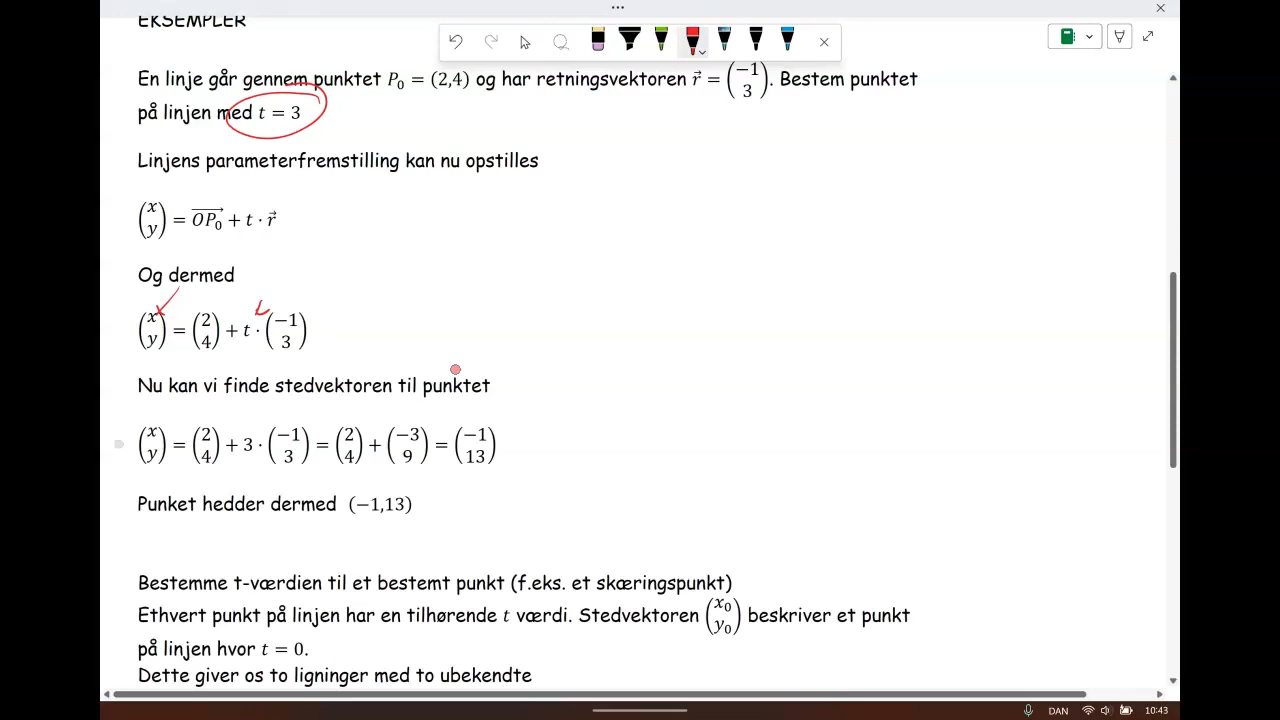 EKSEMPLER
En linje går gennem punktet P₀ = (2,4) og har retningsvektoren r⃗ = (−1 3). Bestem punktet
på linjen med t = 3
Linjens parameterfremstilling kan nu opstilles
(x y) = OP₀ + t · r⃗
Og dermed
(x y) = (2 4) + t · (−1 3)
Nu kan vi finde stedvektoren til punktet
(x y) = (2 4) + 3 · (−1 3) = (2 4) + (−3 9) = (−1 13)
Punket hedder dermed (−1,13)
Bestemme t-værdien til et bestemt punkt (f.eks. et skæringspunkt)
Ethvert punkt på linjen har en tilhørende t værdi. Stedvektoren (x₀ y₀) beskriver et punkt
på linjen hvor t = 0.
Dette giver os to ligninger med to ubekendte
DAN 10:43